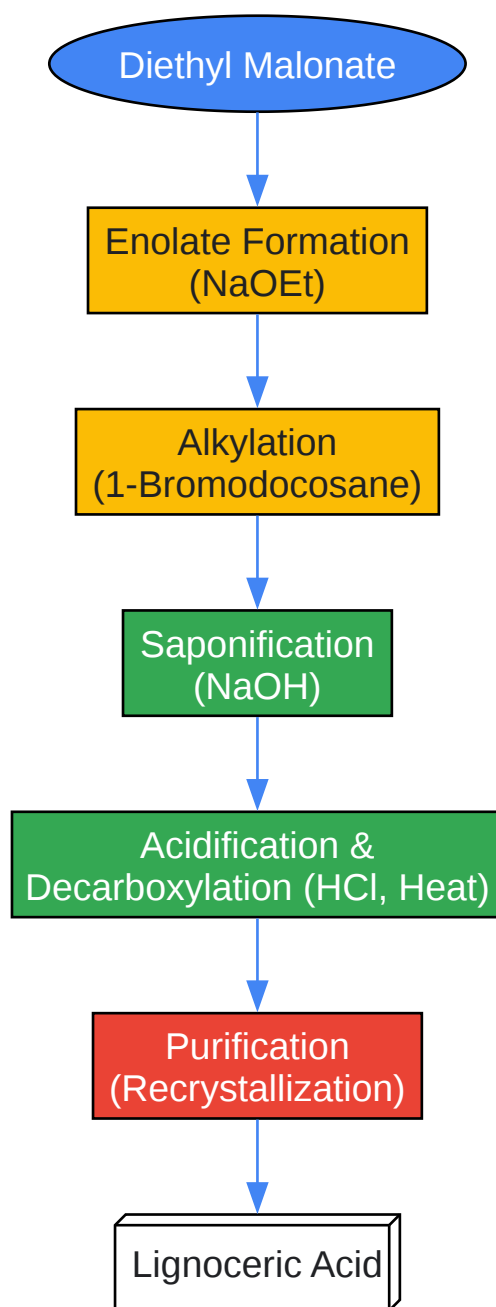 Diethyl Malonate
Enolate Formation
(NaOEt)
Alkylation
(1-Bromodocosane)
Saponification
(NaOH)
Acidification &
Decarboxylation (HCl, Heat)
Purification
(Recrystallization)
Lignoceric Acid